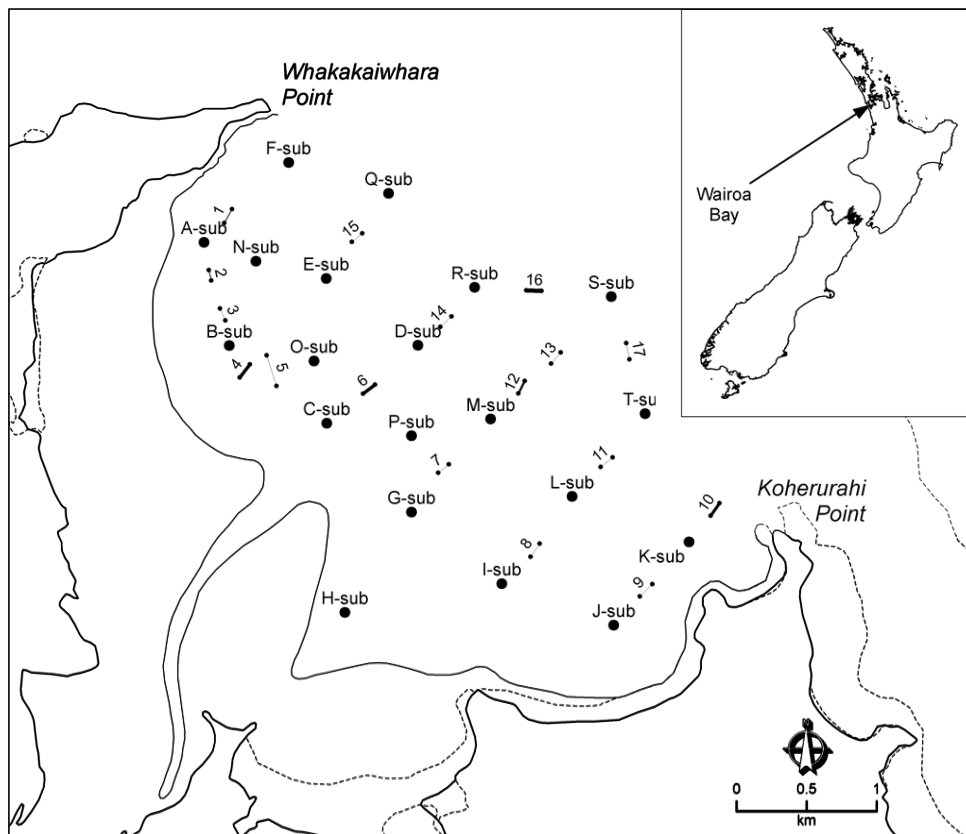 Whakakaiwhara
Point
F-sub
Q-sub
Wairoa
Bay
1
A-sub
15
N-sub
E-sub
2
R-sub
16
S-sub
3
14
B-sub
O-sub
D-sub
13
17
4
5
6
12
C-sub
P-sub
M-sub
T-su
7
11
G-sub
L-sub
10
Koherurahi
Point
8
K-sub
I-sub
9
H-sub
J-sub
0
0.5
1
km